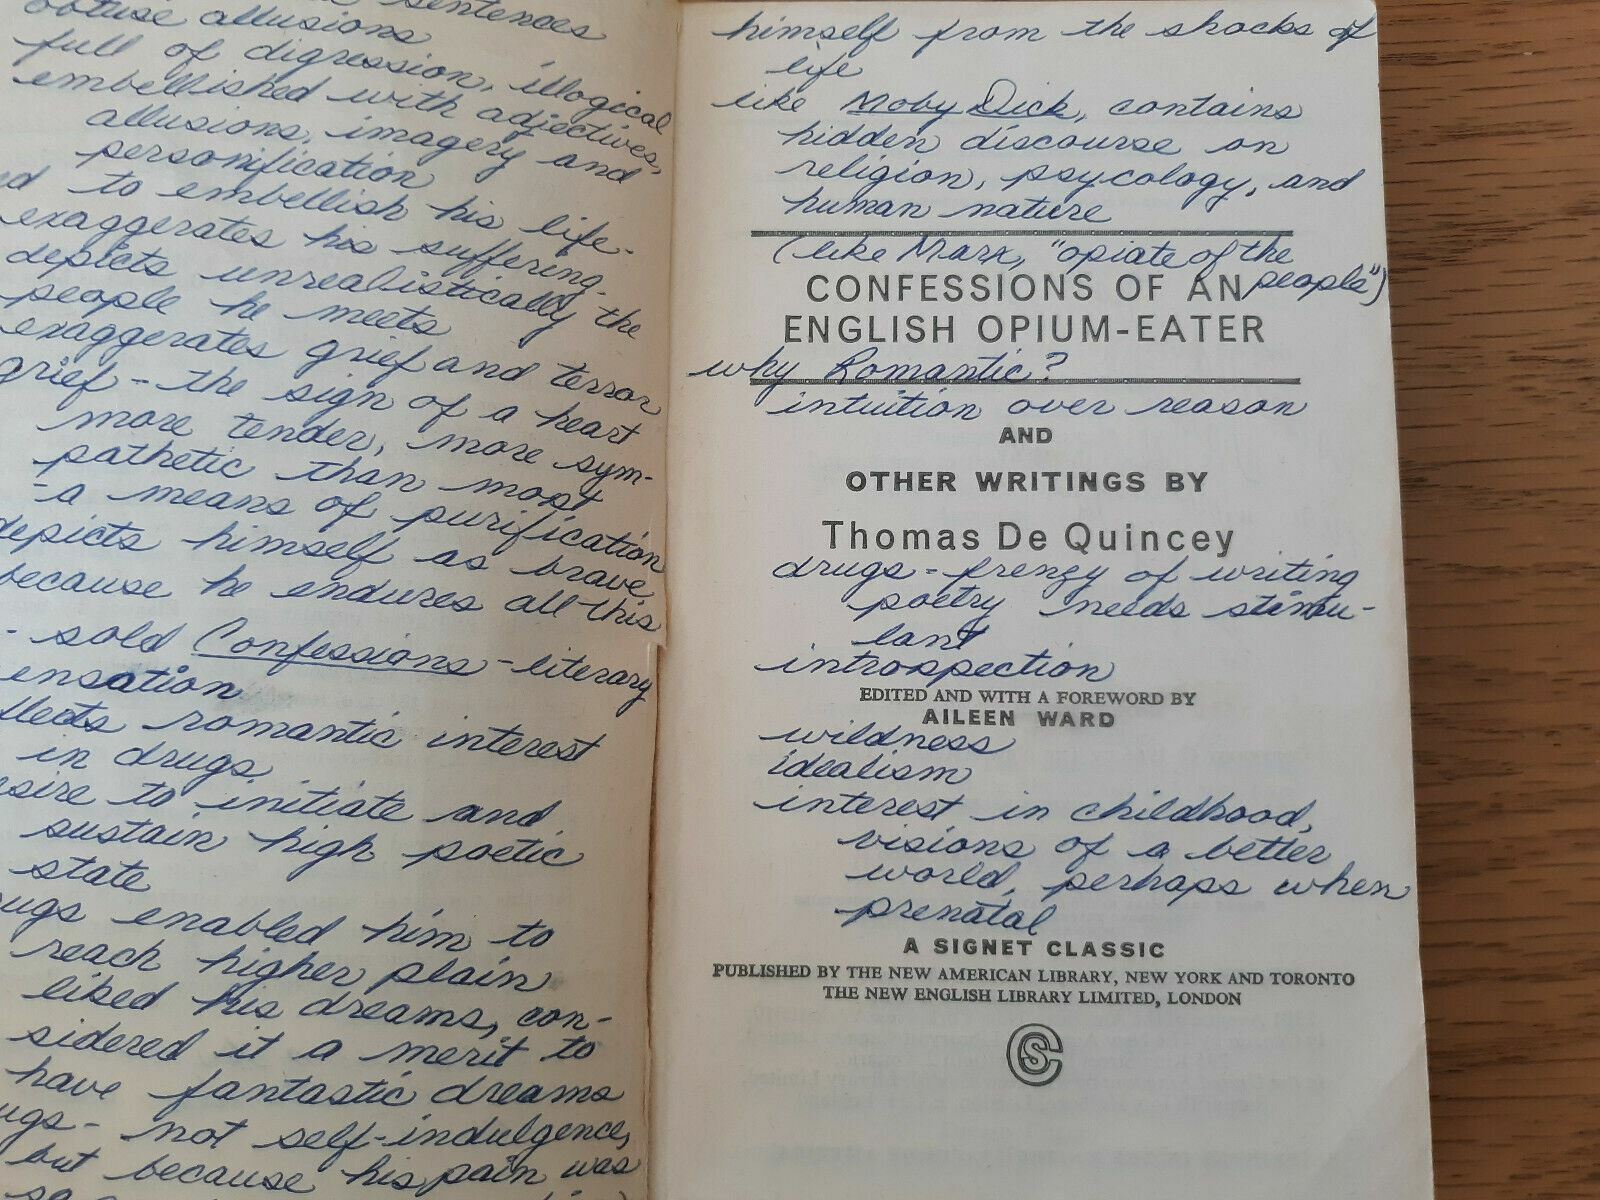 sentences
obtuse allusions
full of digression, illogical
embellished with adjectives,
allusions, imagery and
personification
to embellish his life-
exaggerates his suffering-
depicts unrealistically the
people he meets
exaggerates grief and terror
grief - the sign of a heart
more tender, more sym-
pathetic than most
-a means of purification
depicts himself as brave
because he endures all this
- sold Confessions - literary
ensation
flects romantic interest
in drugs
sire to initiate and
sustain high poetic
state
ugs enabled him to
reach higher plain
liked his dreams, con-
sidered it a merit to
have fantastic dreams
ugs - not self-indulgence,
but because his pain was
so
himself from the shocks of
life
like Moby Dick, contains
hidden discourse on
religion, psycology, and
human nature
(like Marx, "opiate of the
people")
CONFESSIONS OF AN
ENGLISH OPIUM-EATER
why Romantic?
intuition over reason
AND
OTHER WRITINGS BY
Thomas De Quincey
drugs - frenzy of writing
poetry needs stimu-
lant
introspection
EDITED AND WITH A FOREWORD BY
AILEEN WARD
wildness
idealism
interest in childhood,
visions of a better
world, perhaps when
prenatal
A SIGNET CLASSIC
PUBLISHED BY THE NEW AMERICAN LIBRARY, NEW YORK AND TORONTO
THE NEW ENGLISH LIBRARY LIMITED, LONDON
SC